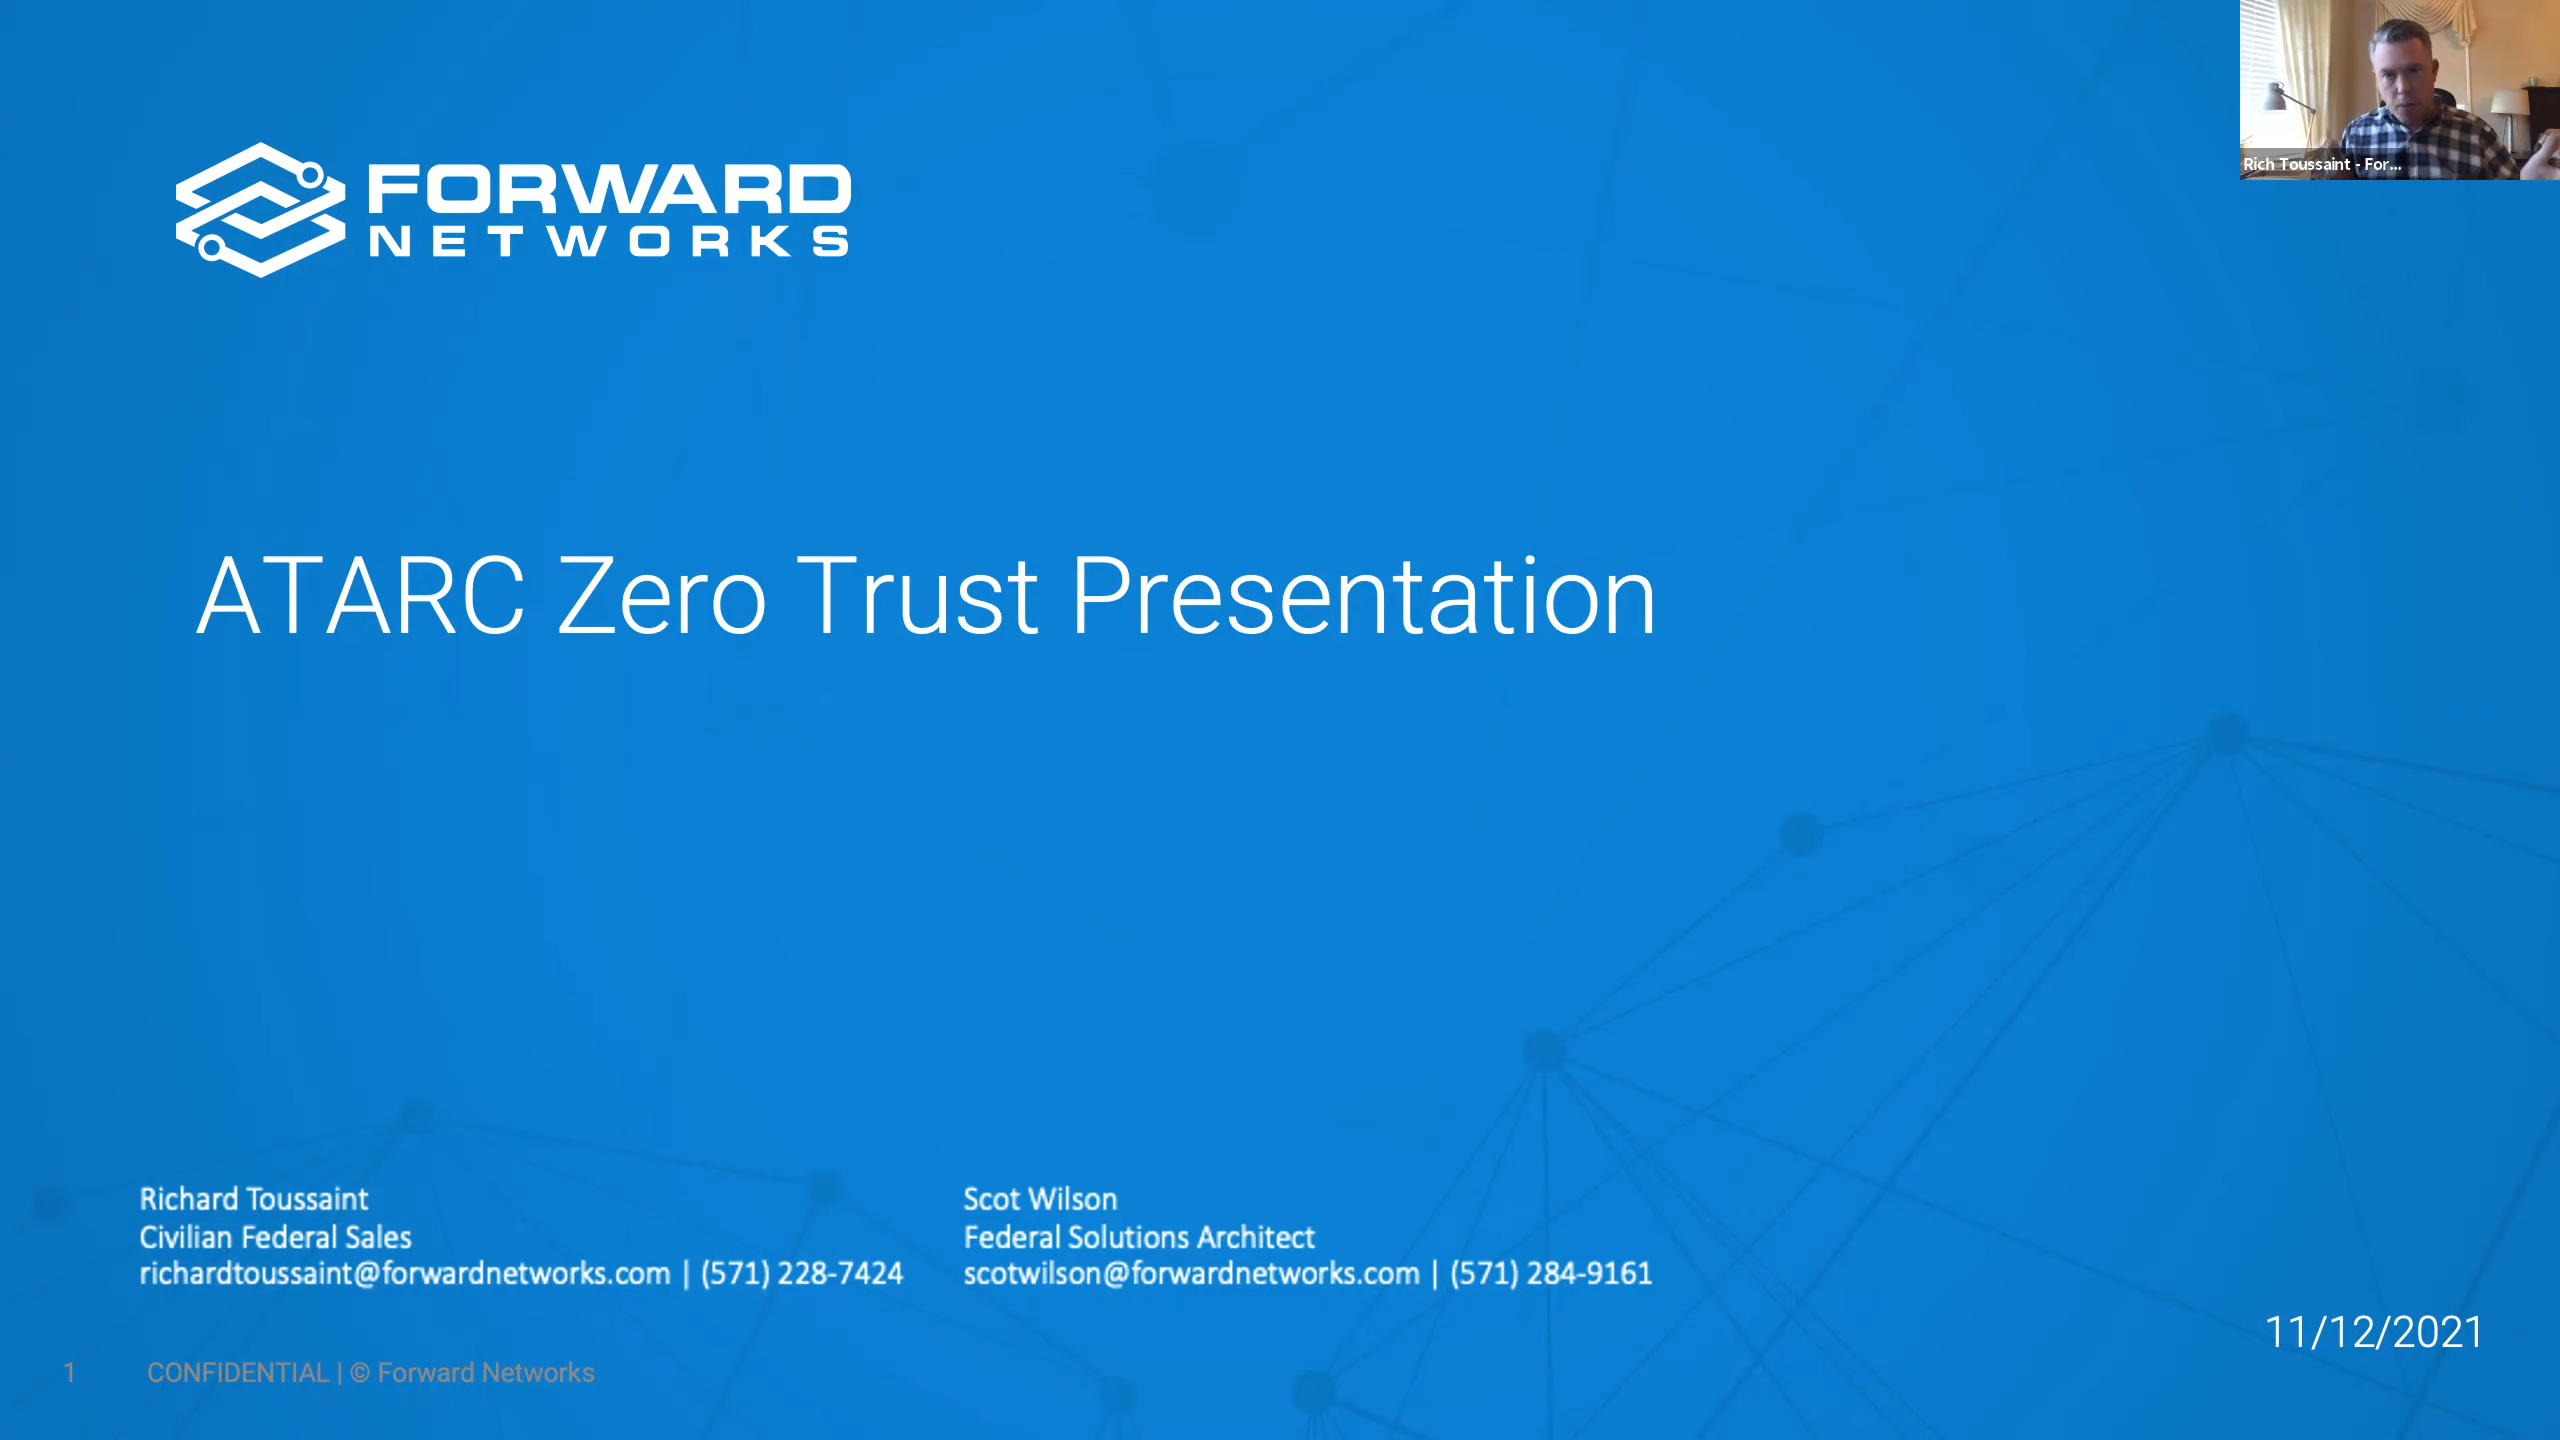 FORWARD
NETWORKS
Rich Toussaint - For...
ATARC Zero Trust Presentation
Richard Toussaint
Civilian Federal Sales
richardtoussaint@forwardnetworks.com | (571) 228-7424
Scot Wilson
Federal Solutions Architect
scotwilson@forwardnetworks.com | (571) 284-9161
11/12/2021
1 CONFIDENTIAL | © Forward Networks